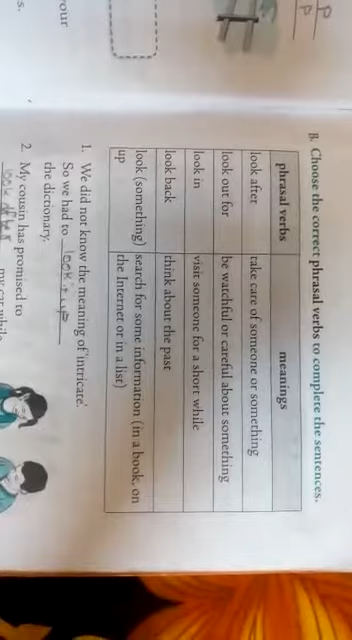 s.
your
B. Choose the correct phrasal verbs to complete the sentences.
phrasal verbs meanings
look after take care of someone or something
look out for be watchful or careful about something
look in visit someone for a short while
look back think about the past
look (something) up search for some information (in a book, on the Internet or in a list)
1. We did not know the meaning of 'intricate'.
So we had to look it up
the dictionary.
2. My cousin has promised to
look after my cat while